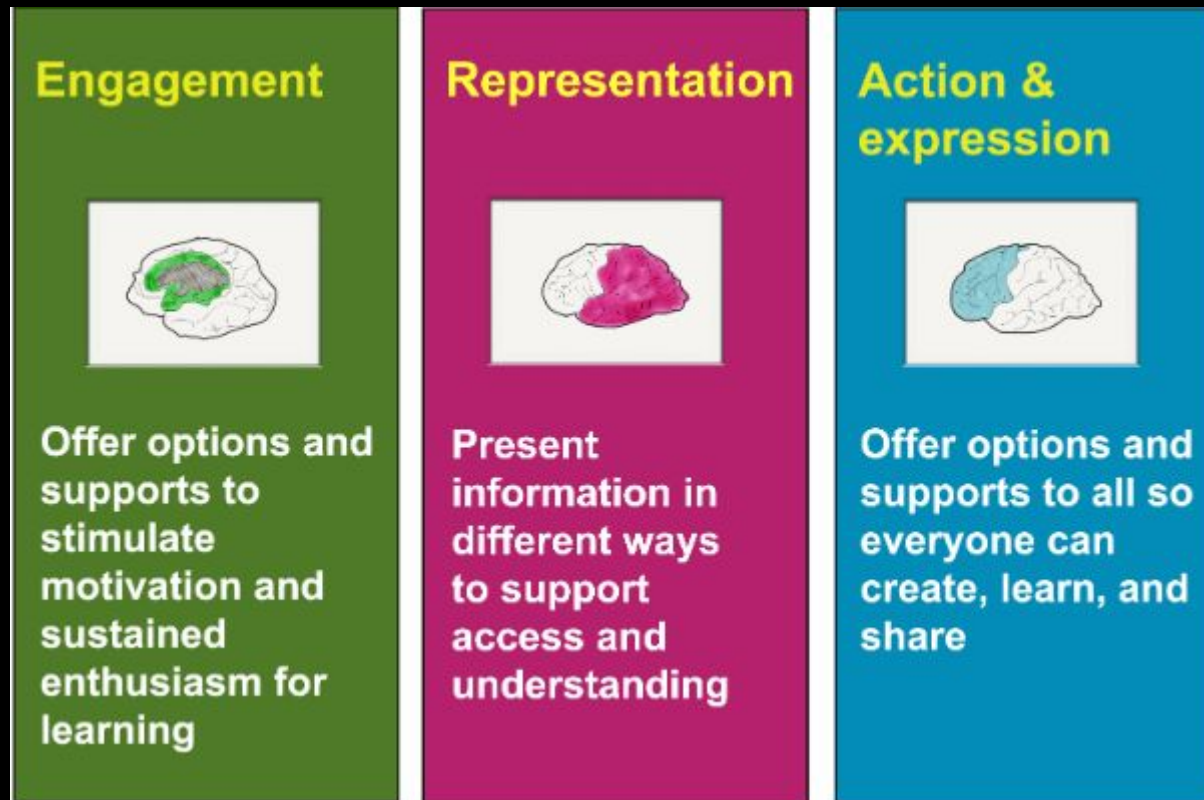 Engagement
Offer options and
supports to
stimulate
motivation and
sustained
enthusiasm for
learning
Representation
Present
information in
different ways
to support
access and
understanding
Action &
expression
Offer options and
supports to all so
everyone can
create, learn, and
share